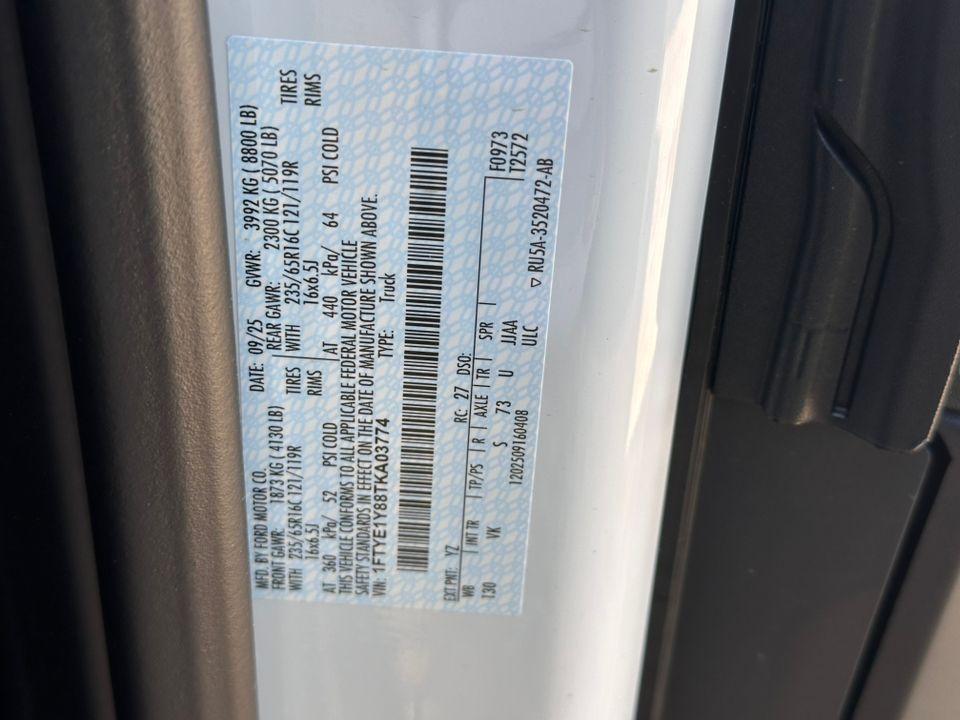 MFD. BY FORD MOTOR CO. DATE: 09/25 GVWR: 3992 KG ( 8800 LB)
FRONT GAWR: 1873 KG ( 4130 LB) REAR GAWR: 2300 KG ( 5070 LB)
WITH 235/65R16C 121/119R TIRES WITH 235/65R16C 121/119R TIRES
16x6.5J RIMS 16x6.5J RIMS
AT 360 kPa/ 52 PSI COLD AT 440 kPa/ 64 PSI COLD
THIS VEHICLE CONFORMS TO ALL APPLICABLE FEDERAL MOTOR VEHICLE
SAFETY STANDARDS IN EFFECT ON THE DATE OF MANUFACTURE SHOWN ABOVE.
VIN: 1FTYE1Y88TKA03774 TYPE: Truck
EXT PNT: YZ RC: 27 DSO:
WB INT TR TP/PS R AXLE TR SPR F0973
130 VK S 73 U JJAA T2572
ULC
1202509160408 ▽ RU5A-3520472-AB